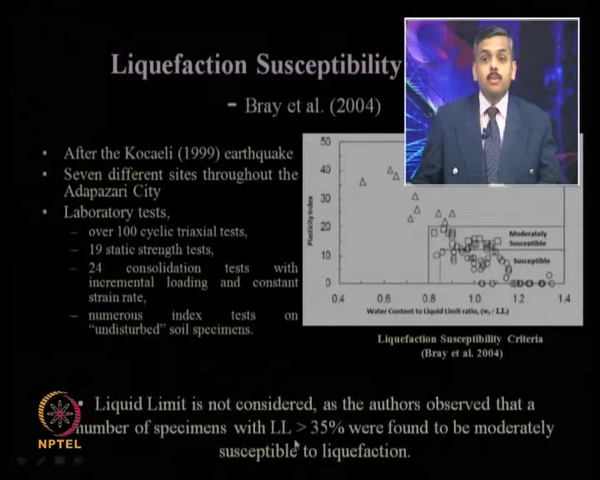 Liquefaction Susceptibility
- Bray et al. (2004)
• After the Kocaeli (1999) earthquake
• Seven different sites throughout the
Adapazari City
• Laboratory tests,
– over 100 cyclic triaxial tests,
– 19 static strength tests,
– 24 consolidation tests with
incremental loading and constant
strain rate,
– numerous index tests on
"undisturbed" soil specimens.
50
40
30
20
10
0
Plasticity Index
Moderately
Susceptible
Susceptible
0.4 0.6 0.8 1.0 1.2 1.4
Water Content to Liquid Limit ratio, (wc / LL)
Liquefaction Susceptibility Criteria
(Bray et al. 2004)
• Liquid Limit is not considered, as the authors observed that a
number of specimens with LL > 35% were found to be moderately
susceptible to liquefaction.
NPTEL